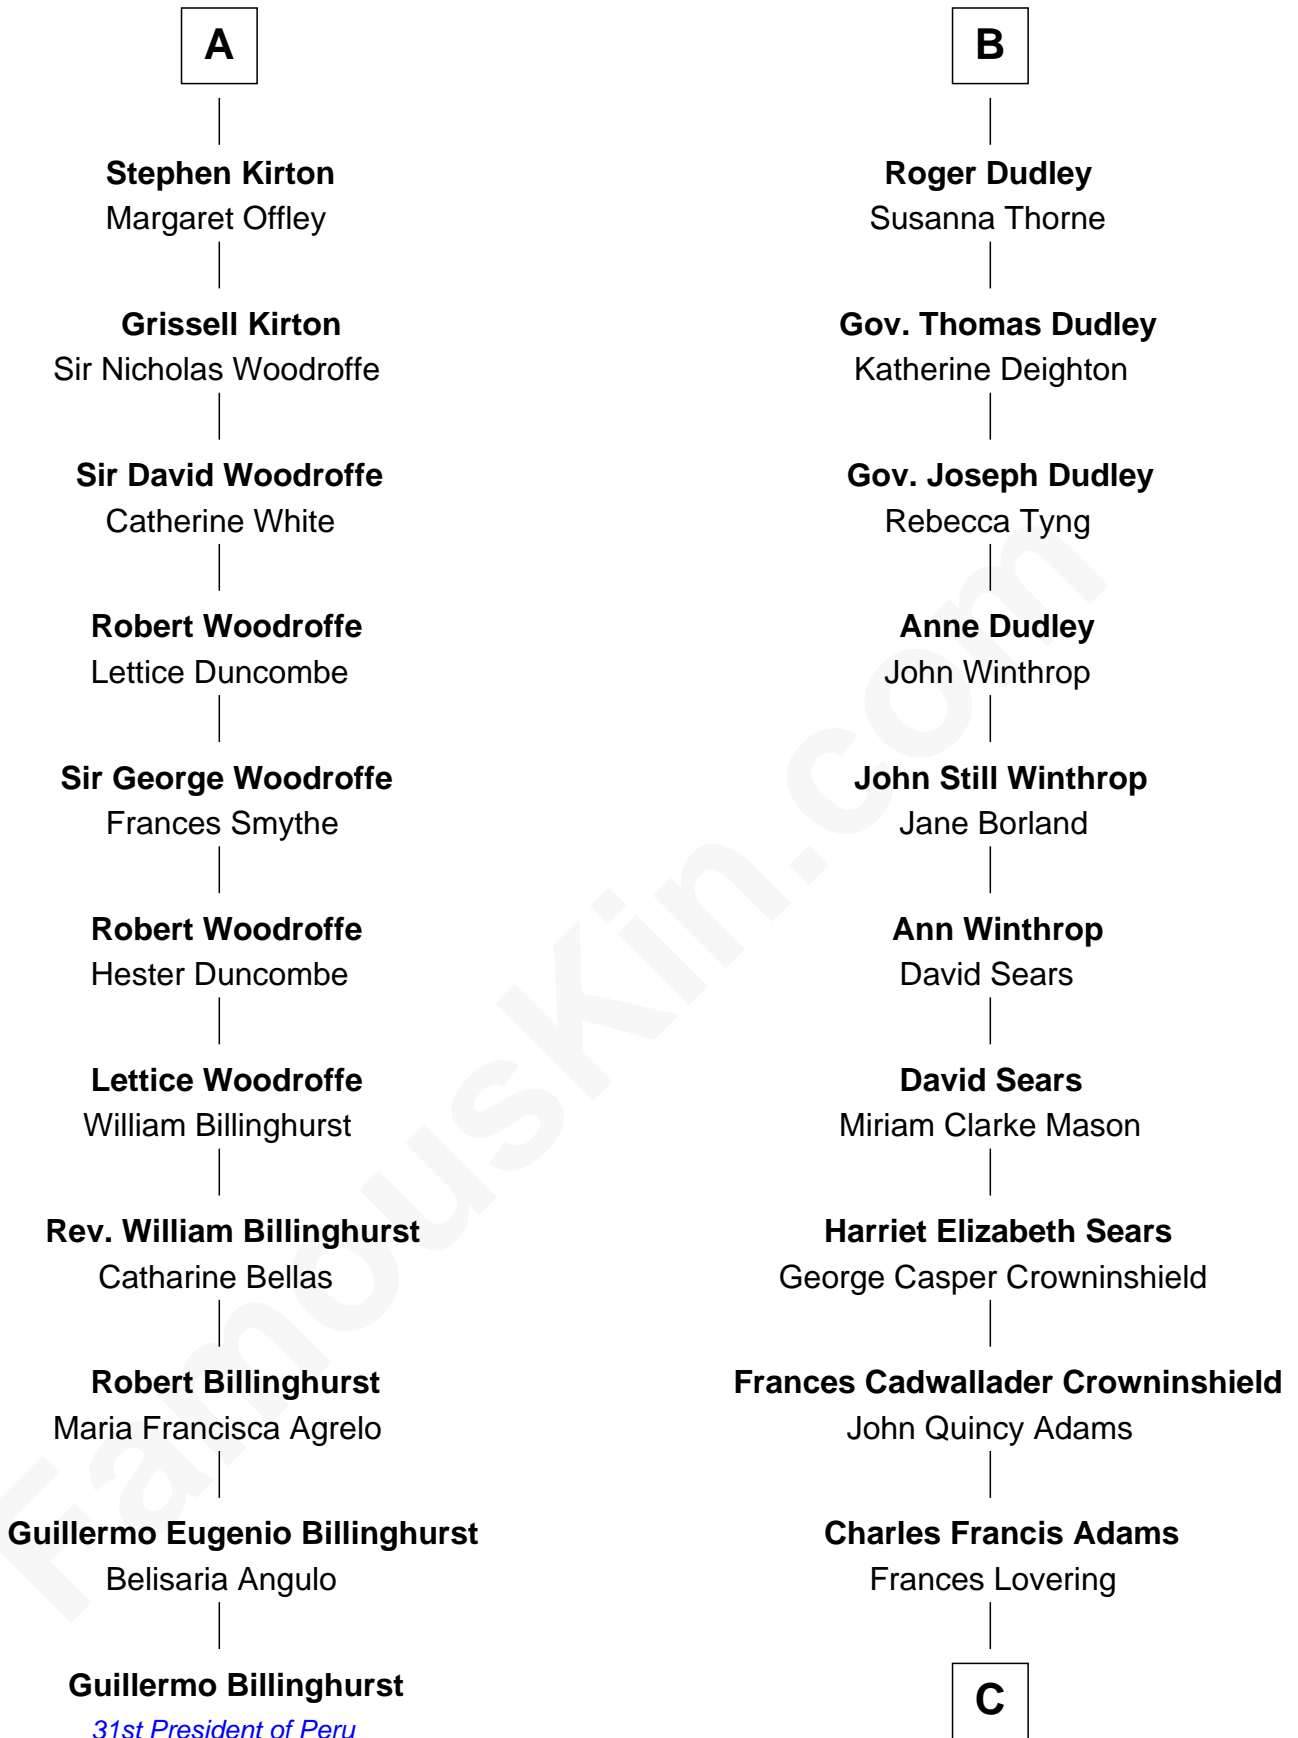 A
Stephen Kirton
Margaret Offley
Grissell Kirton
Sir Nicholas Woodroffe
Sir David Woodroffe
Catherine White
Robert Woodroffe
Lettice Duncombe
Sir George Woodroffe
Frances Smythe
Robert Woodroffe
Hester Duncombe
Lettice Woodroffe
William Billinghurst
Rev. William Billinghurst
Catharine Bellas
Robert Billinghurst
Maria Francisca Agrelo
Guillermo Eugenio Billinghurst
Belisaria Angulo
Guillermo Billinghurst
31st President of Peru
B
Roger Dudley
Susanna Thorne
Gov. Thomas Dudley
Katherine Deighton
Gov. Joseph Dudley
Rebecca Tyng
Anne Dudley
John Winthrop
John Still Winthrop
Jane Borland
Ann Winthrop
David Sears
David Sears
Miriam Clarke Mason
Harriet Elizabeth Sears
George Casper Crowninshield
Frances Cadwallader Crowninshield
John Quincy Adams
Charles Francis Adams
Frances Lovering
C
FamousKin.com